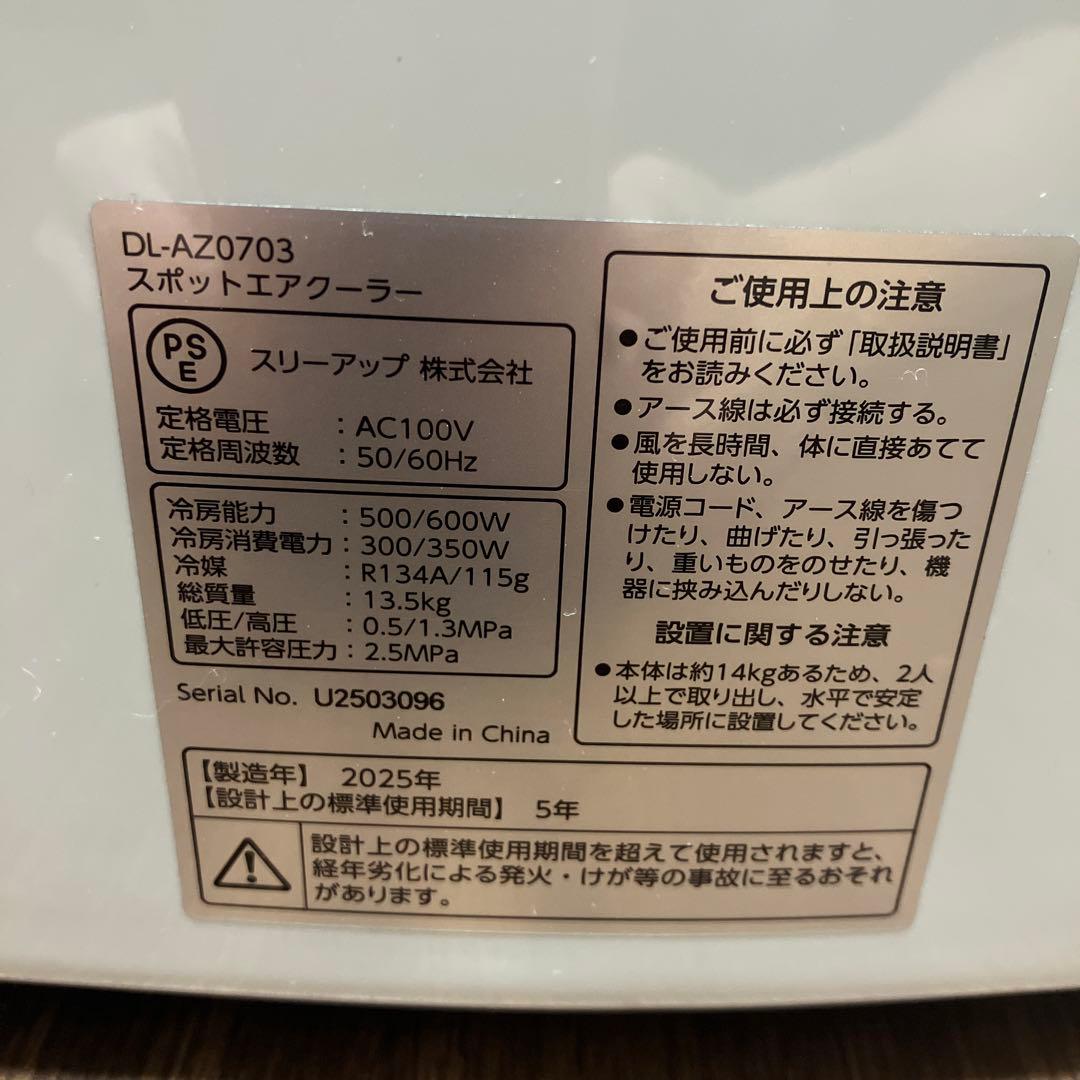 DL-AZ0703
スポットエアクーラー
PS
E
スリーアップ 株式会社
定格電圧 : AC100V
定格周波数 : 50/60Hz
冷房能力 : 500/600W
冷房消費電力 : 300/350W
冷媒 : R134A/115g
総質量 : 13.5kg
低圧/高圧 : 0.5/1.3MPa
最大許容圧力 : 2.5MPa
Serial No. U2503096
Made in China
ご使用上の注意
●ご使用前に必ず「取扱説明書」
をお読みください。
●アース線は必ず接続する。
●風を長時間、体に直接あてて
使用しない。
●電源コード、アース線を傷つ
けたり、曲げたり、引っ張った
り、重いものをのせたり、機
器に挟み込んだりしない。
設置に関する注意
●本体は約14kgあるため、2人
以上で取り出し、水平で安定
した場所に設置してください。
【製造年】 2025年
【設計上の標準使用期間】 5年
設計上の標準使用期間を超えて使用されますと、
経年劣化による発火・けが等の事故に至るおそれ
があります。